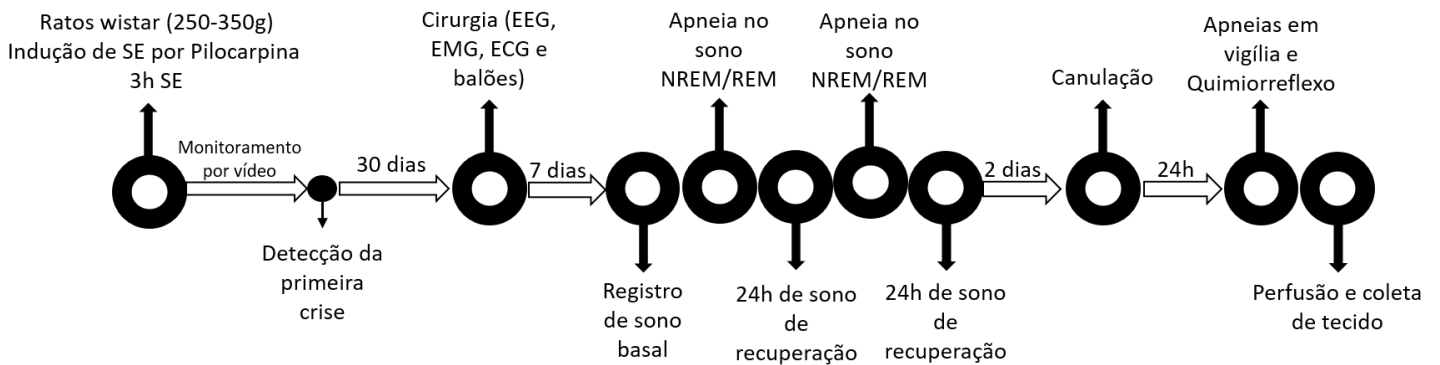 Ratos wistar (250-350g)
Indução de SE por Pilocarpina
3h SE
Monitoramento
por vídeo
Detecção da
primeira
crise
30 dias
Cirurgia (EEG,
EMG, ECG e
balões)
7 dias
Registro
de sono
basal
Apneia no
sono
NREM/REM
24h de sono
de
recuperação
Apneia no
sono
NREM/REM
24h de sono
de
recuperação
2 dias
Canulação
24h
Apneias em
vigília e
Quimiorreflexo
Perfusão e coleta
de tecido